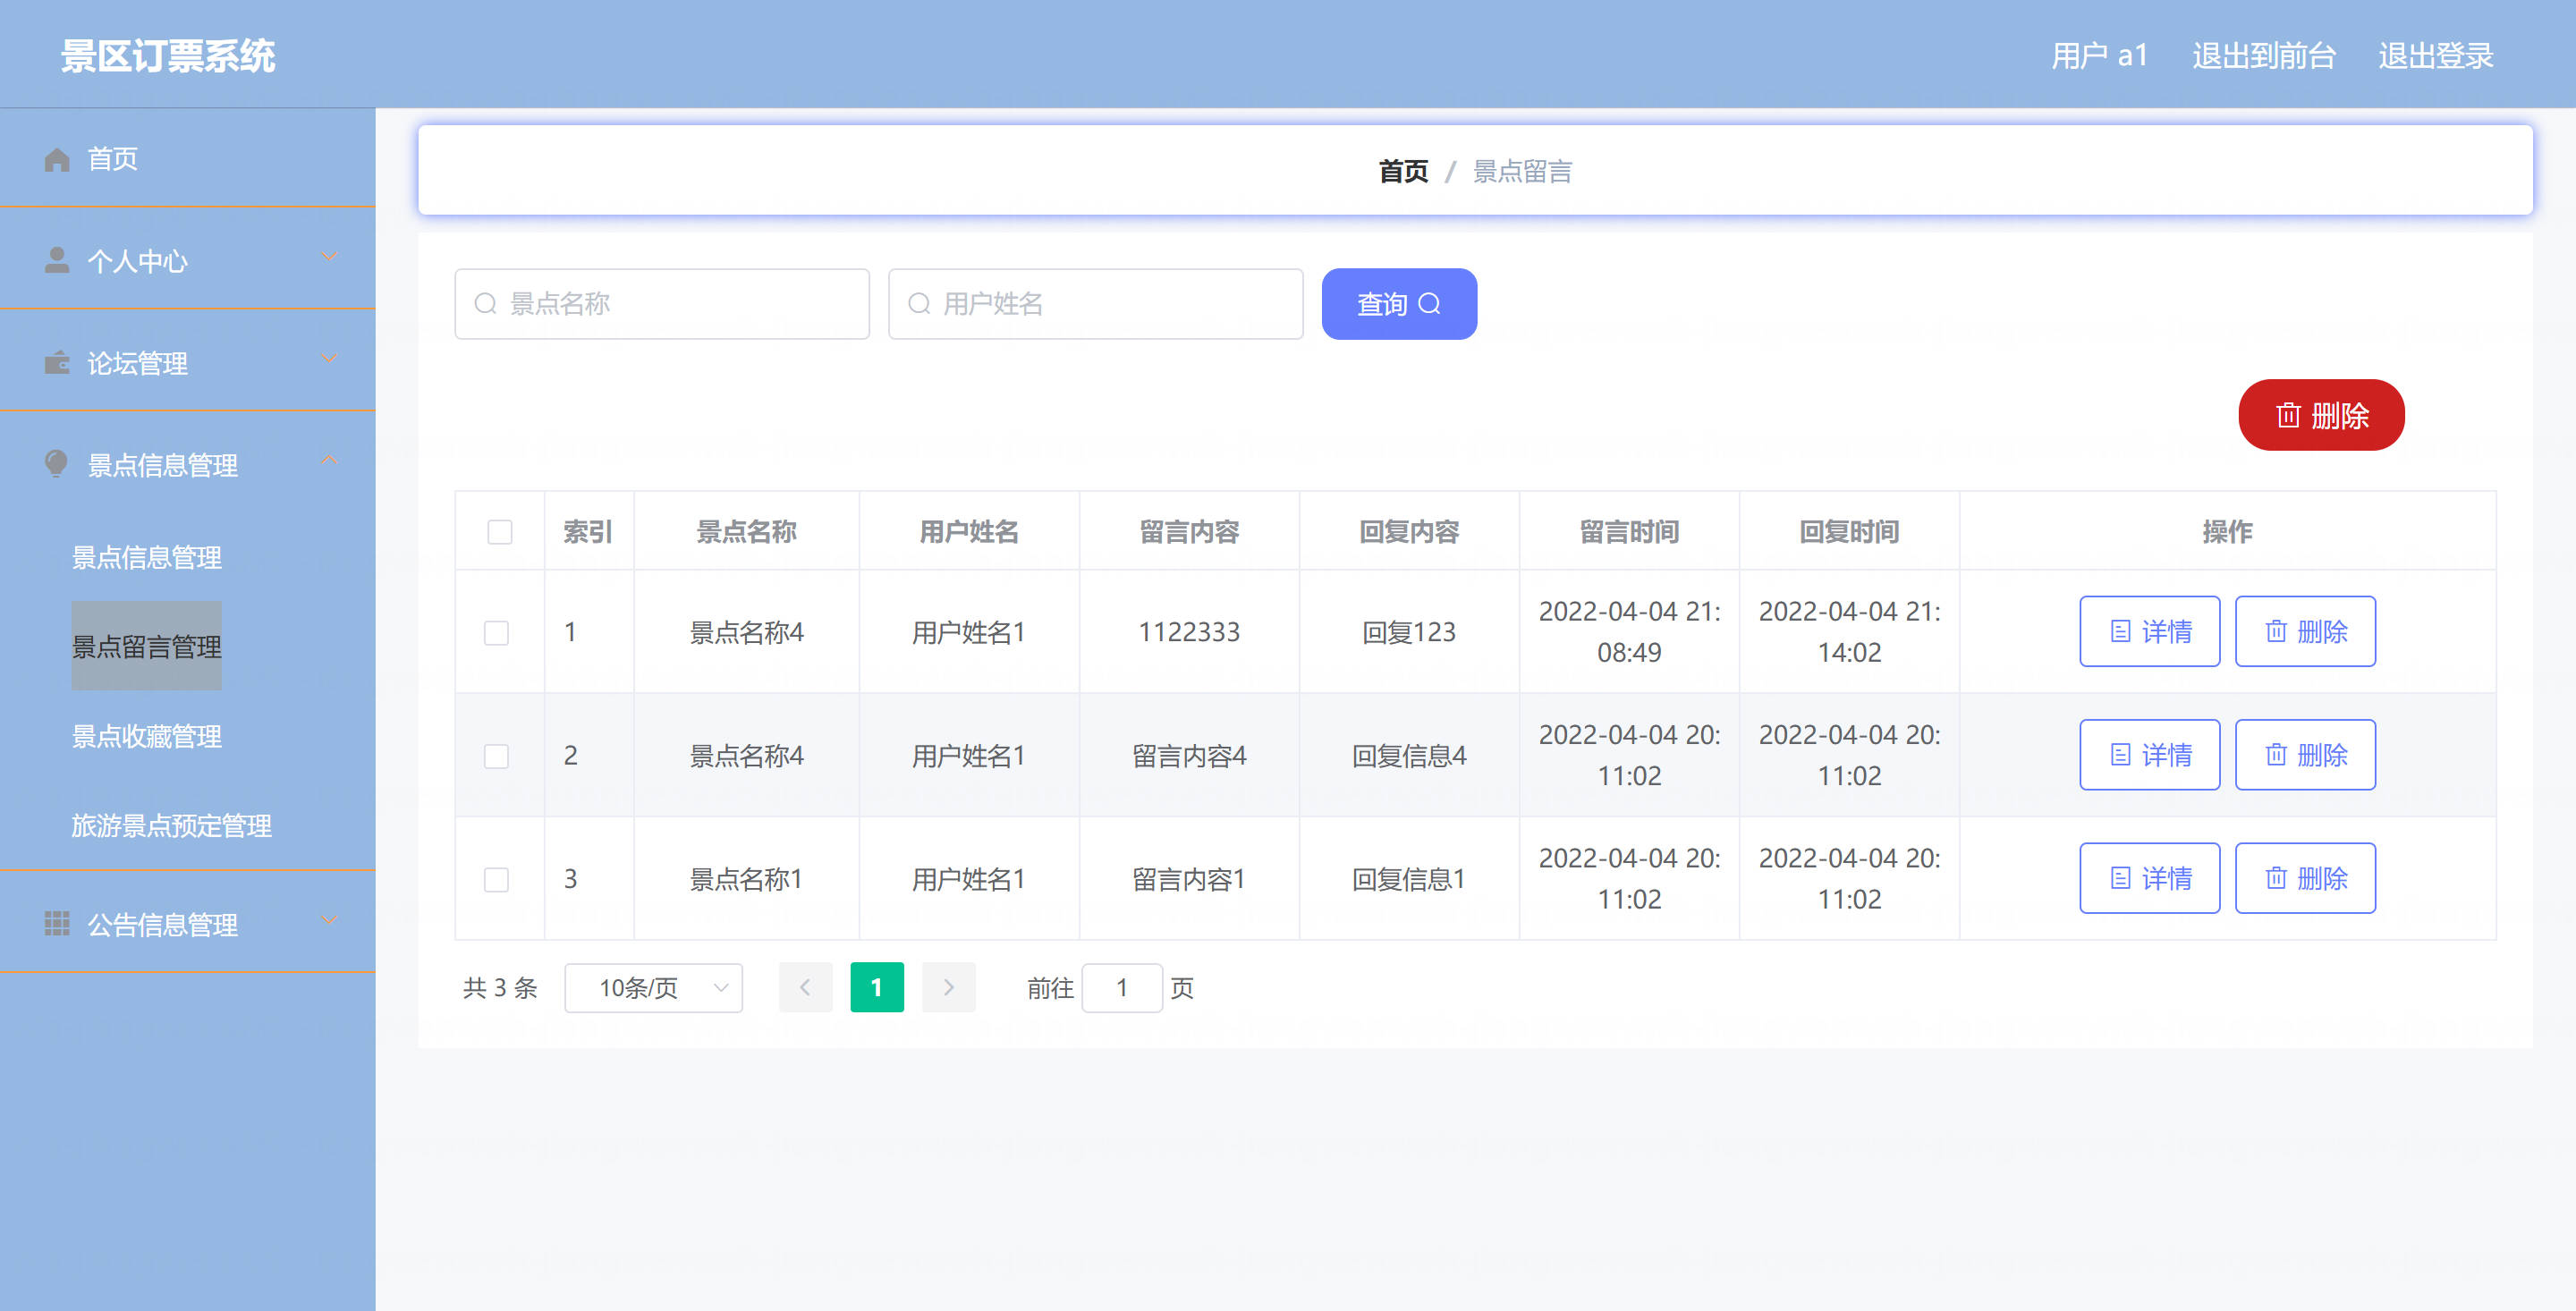 景区订票系统
用户 a1 退出到前台 退出登录
首页
个人中心
论坛管理
景点信息管理
景点信息管理
景点留言管理
景点收藏管理
旅游景点预定管理
公告信息管理
首页 / 景点留言
景点名称 用户姓名 查询
删除
索引 景点名称 用户姓名 留言内容 回复内容 留言时间 回复时间 操作
1 景点名称4 用户姓名1 1122333 回复123 2022-04-04 21:08:49 2022-04-04 21:14:02 详情 删除
2 景点名称4 用户姓名1 留言内容4 回复信息4 2022-04-04 20:11:02 2022-04-04 20:11:02 详情 删除
3 景点名称1 用户姓名1 留言内容1 回复信息1 2022-04-04 20:11:02 2022-04-04 20:11:02 详情 删除
共 3 条 10条/页 1 前往 1 页